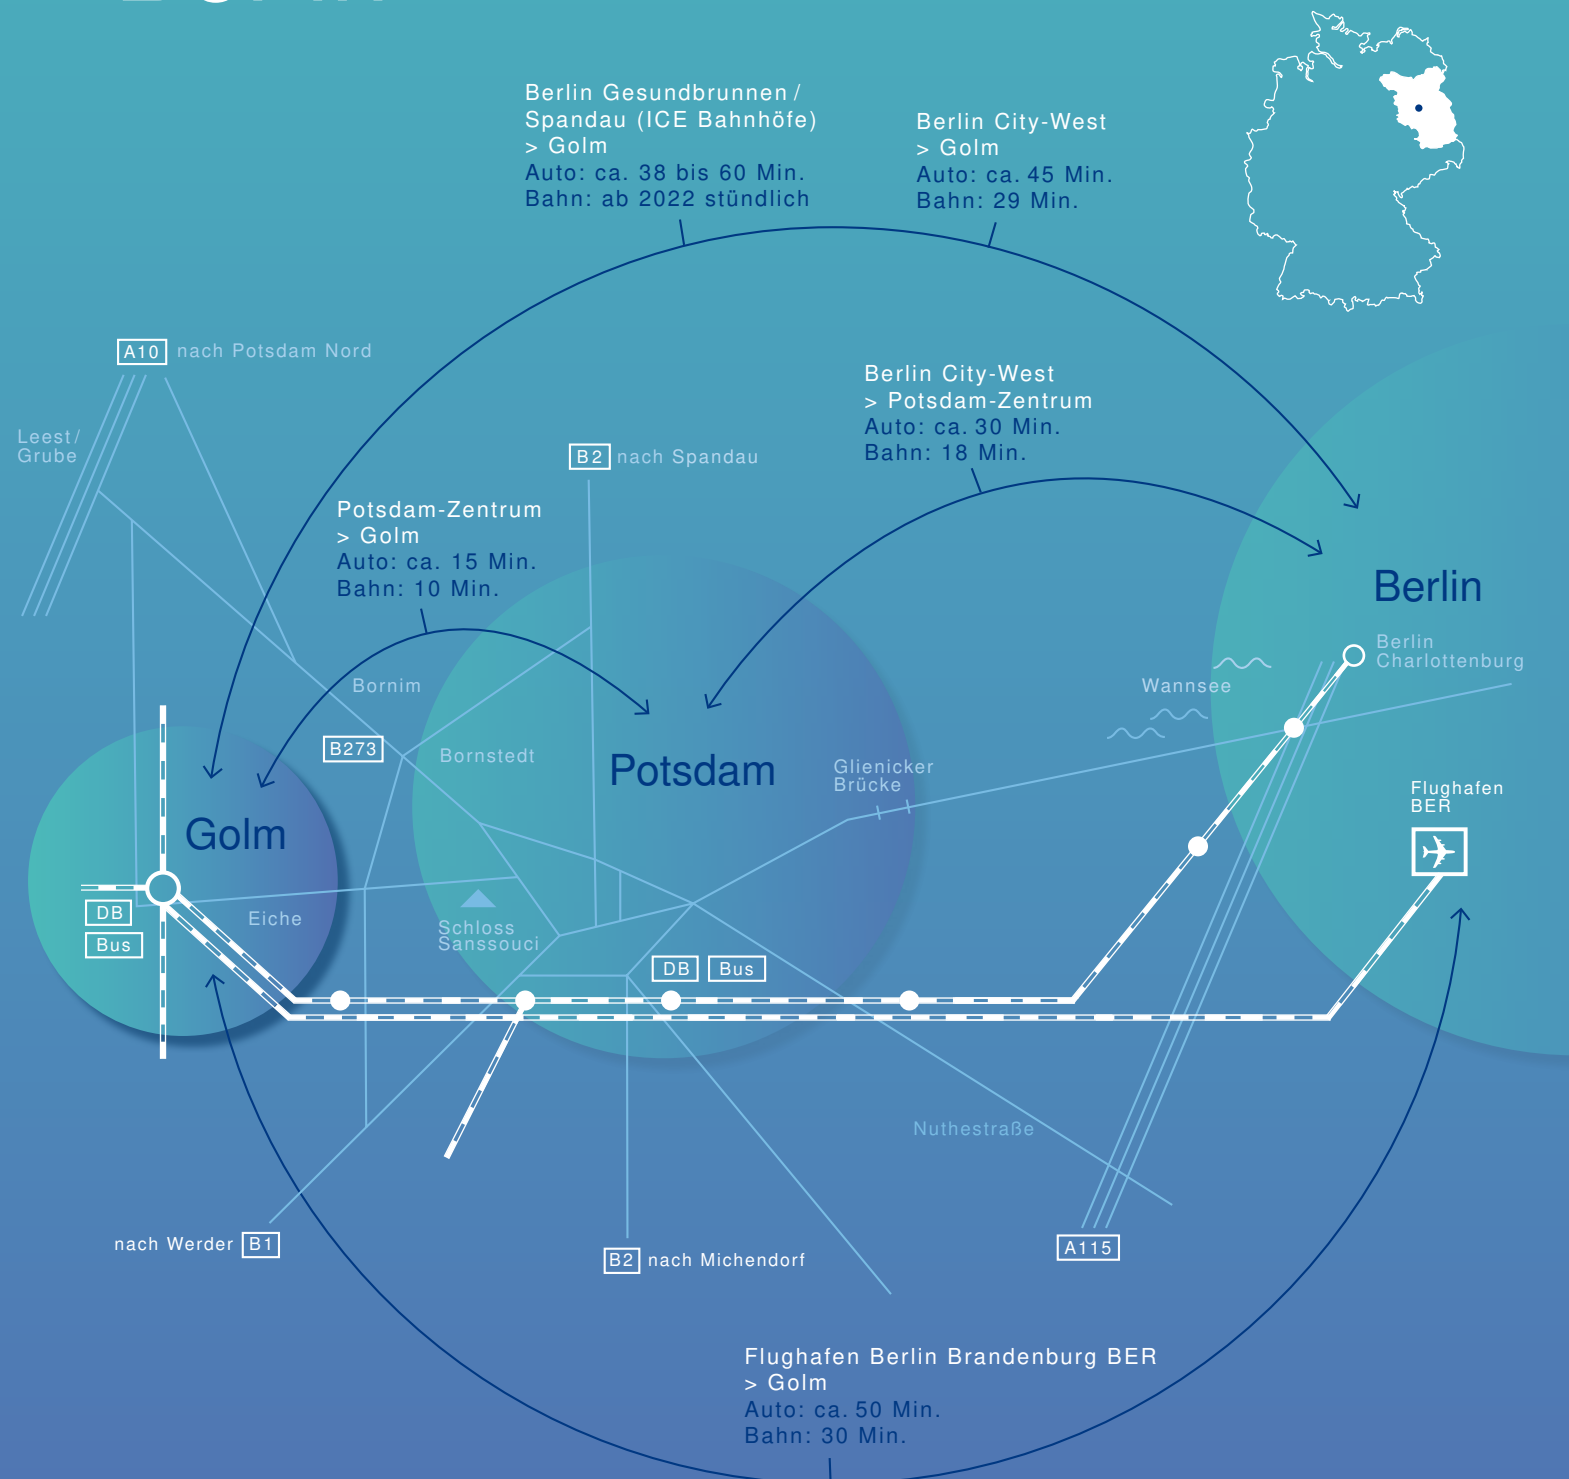 Berlin Gesundbrunnen /
Spandau (ICE Bahnhöfe)
> Golm
Auto: ca. 38 bis 60 Min.
Bahn: ab 2022 stündlich
Berlin City-West
> Golm
Auto: ca. 45 Min.
Bahn: 29 Min.
A10 nach Potsdam Nord
Leest /
Grube
Berlin City-West
> Potsdam-Zentrum
Auto: ca. 30 Min.
Bahn: 18 Min.
B2 nach Spandau
Potsdam-Zentrum
> Golm
Auto: ca. 15 Min.
Bahn: 10 Min.
Berlin
Berlin
Charlottenburg
Wannsee
Bornim
B273
Bornstedt
Potsdam
Glienicker
Brücke
Flughafen
BER
Golm
DB
Bus
Eiche
Schloss
Sanssouci
DB Bus
Nuthestraße
nach Werder B1
B2 nach Michendorf
A115
Flughafen Berlin Brandenburg BER
> Golm
Auto: ca. 50 Min.
Bahn: 30 Min.